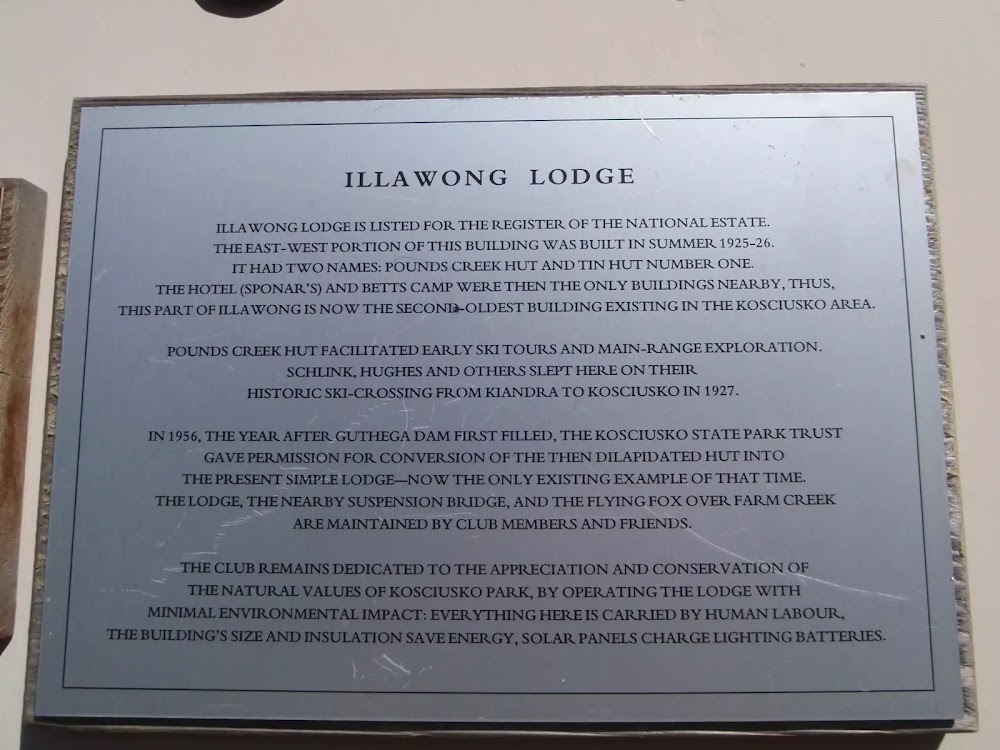 ILLAWONG LODGE
ILLAWONG LODGE IS LISTED FOR THE REGISTER OF THE NATIONAL ESTATE.
THE EAST-WEST PORTION OF THIS BUILDING WAS BUILT IN SUMMER 1925-26.
IT HAD TWO NAMES: POUNDS CREEK HUT AND TIN HUT NUMBER ONE.
THE HOTEL (SPONAR'S) AND BETTS CAMP WERE THEN THE ONLY BUILDINGS NEARBY, THUS,
THIS PART OF ILLAWONG IS NOW THE SECOND-OLDEST BUILDING EXISTING IN THE KOSCIUSKO AREA.
POUNDS CREEK HUT FACILITATED EARLY SKI TOURS AND MAIN-RANGE EXPLORATION.
SCHLINK, HUGHES AND OTHERS SLEPT HERE ON THEIR
HISTORIC SKI-CROSSING FROM KIANDRA TO KOSCIUSKO IN 1927.
IN 1956, THE YEAR AFTER GUTHEGA DAM FIRST FILLED, THE KOSCIUSKO STATE PARK TRUST
GAVE PERMISSION FOR CONVERSION OF THE THEN DILAPIDATED HUT INTO
THE PRESENT SIMPLE LODGE—NOW THE ONLY EXISTING EXAMPLE OF THAT TIME.
THE LODGE, THE NEARBY SUSPENSION BRIDGE, AND THE FLYING FOX OVER FARM CREEK
ARE MAINTAINED BY CLUB MEMBERS AND FRIENDS.
THE CLUB REMAINS DEDICATED TO THE APPRECIATION AND CONSERVATION OF
THE NATURAL VALUES OF KOSCIUSKO PARK, BY OPERATING THE LODGE WITH
MINIMAL ENVIRONMENTAL IMPACT: EVERYTHING HERE IS CARRIED BY HUMAN LABOUR,
THE BUILDING'S SIZE AND INSULATION SAVE ENERGY, SOLAR PANELS CHARGE LIGHTING BATTERIES.